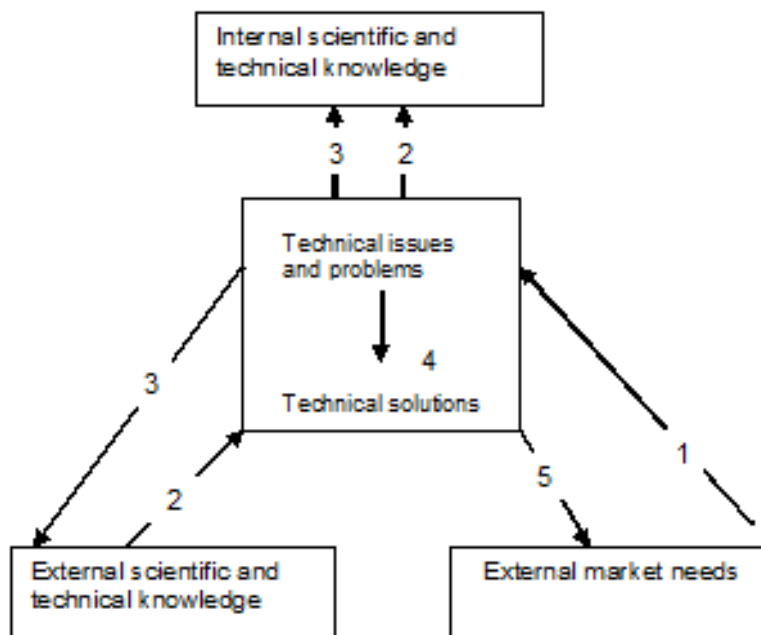 Internal scientific and
technical knowledge
3 2
Technical issues
and problems
4
Technical solutions
3
2
5
1
External scientific and
technical knowledge
External market needs